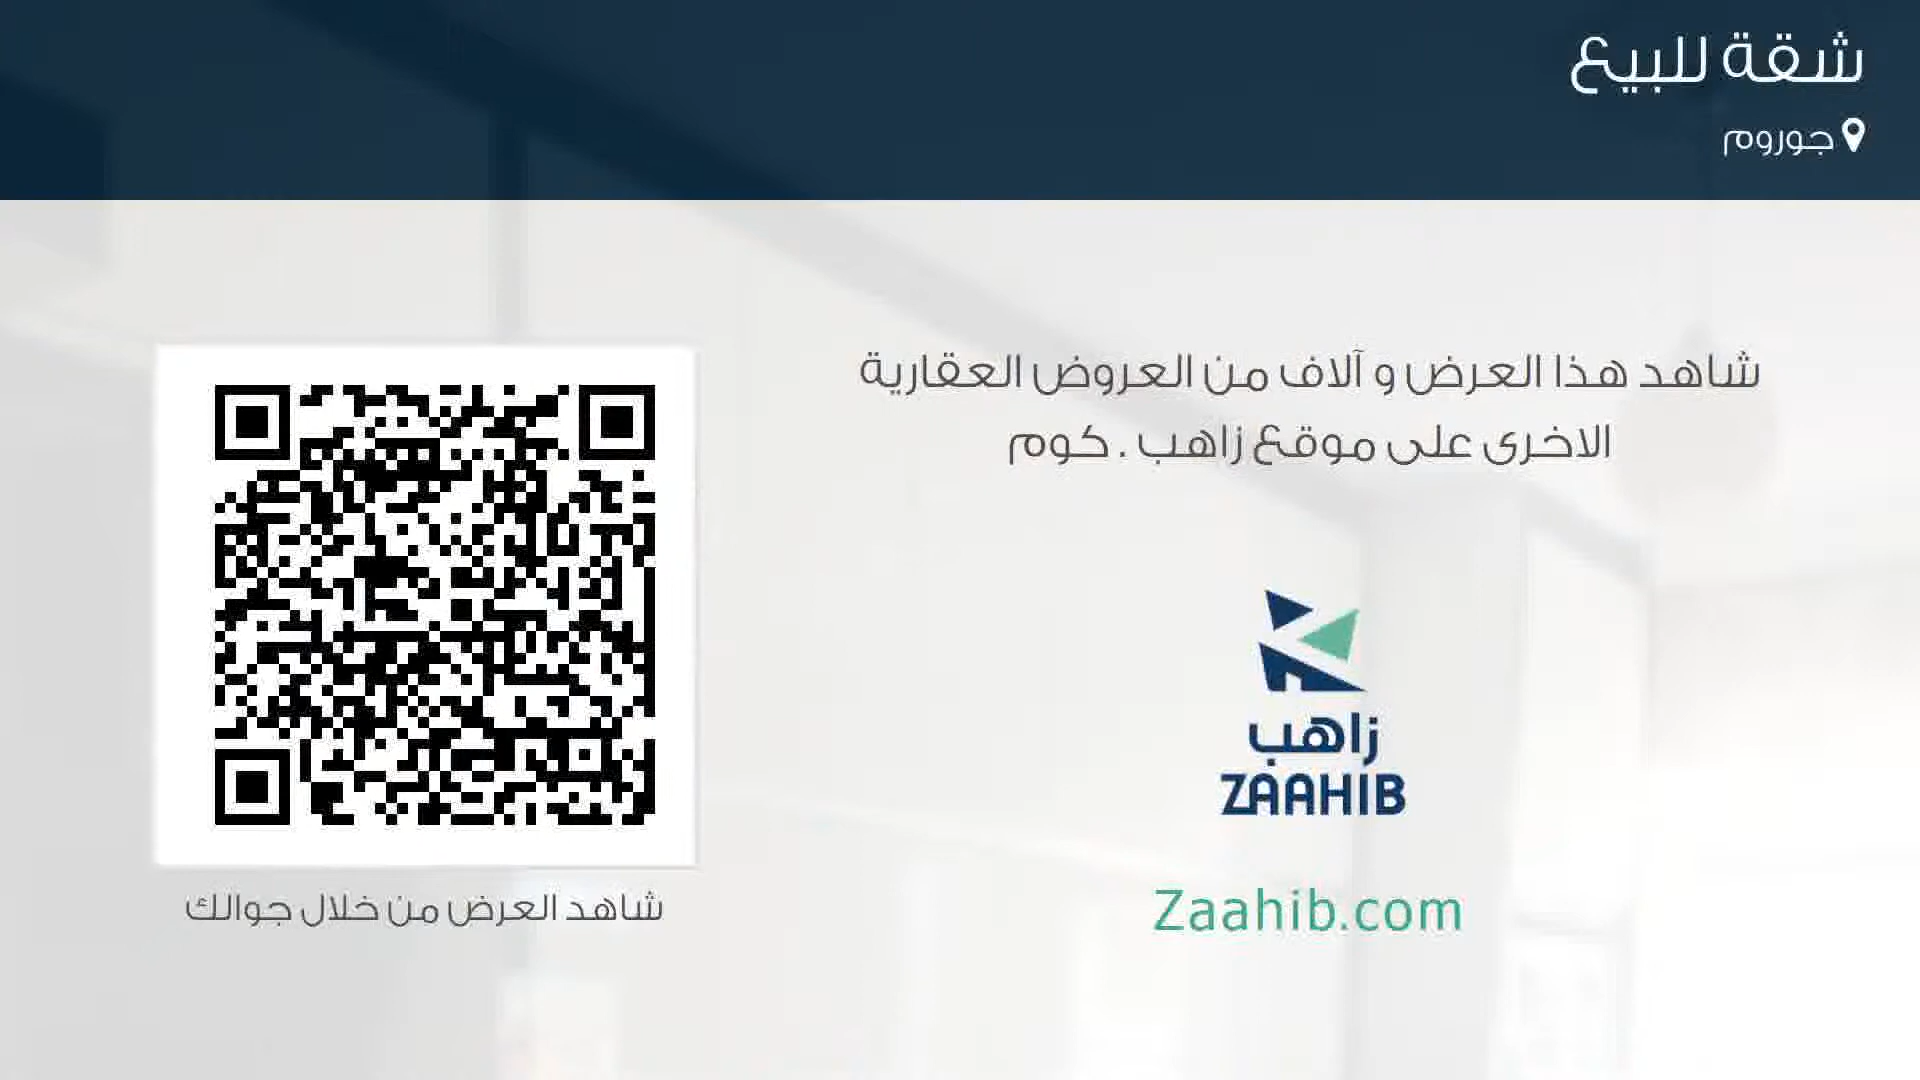 شقة للبيع
جوروم
شاهد هذا العرض و آلاف من العروض العقارية
الاخرى على موقع زاهب . كوم
زاهب
ZAAHIB
Zaahib.com
شاهد العرض من خلال جوالك